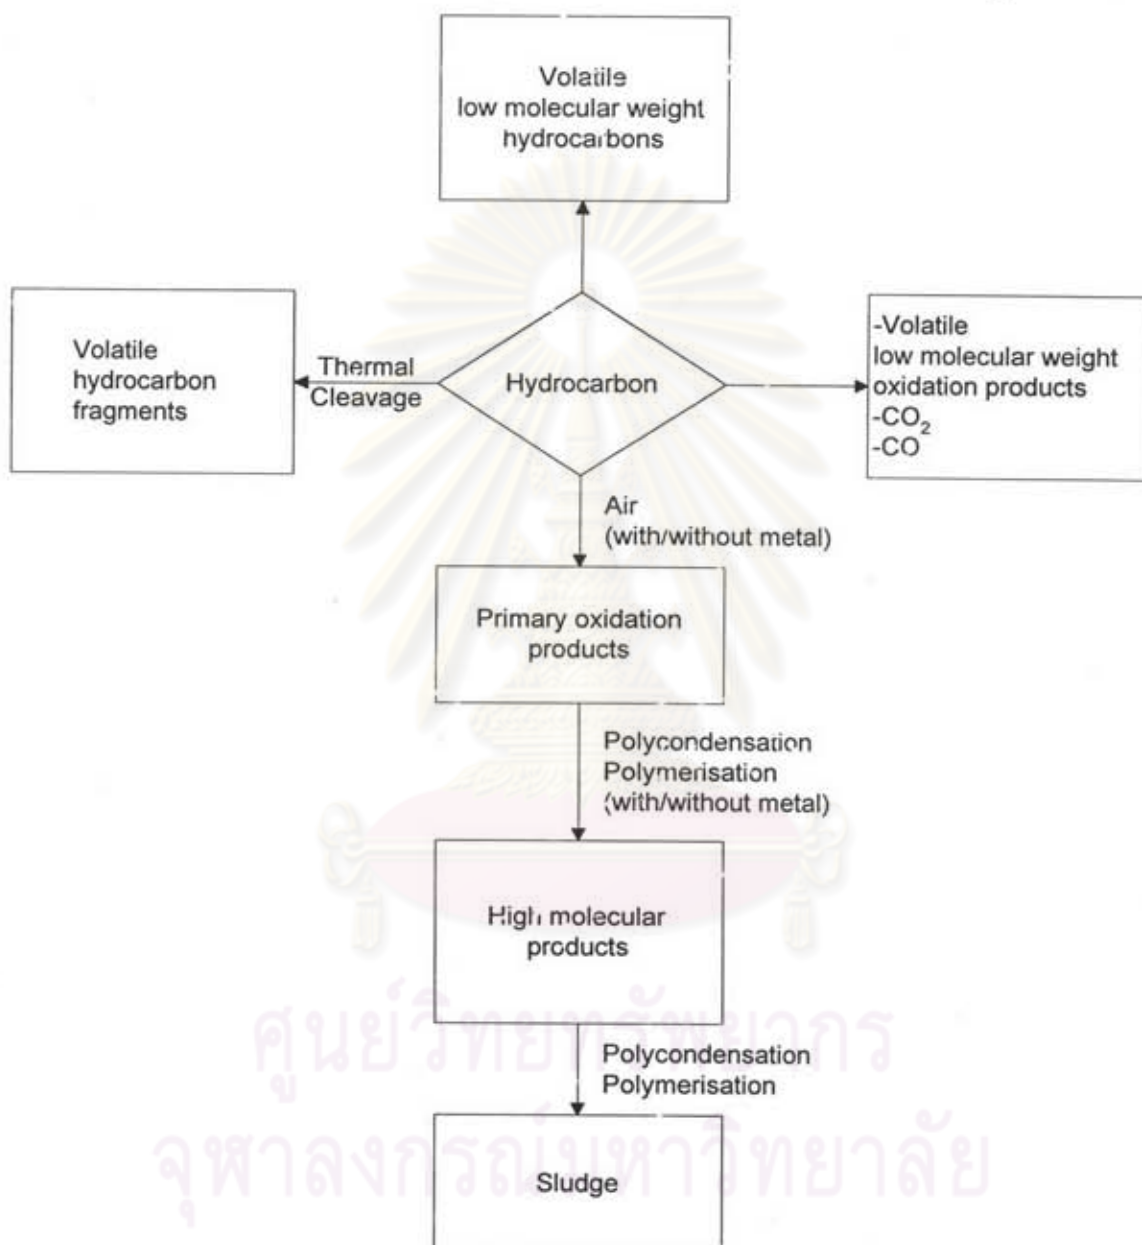 Volatile
low molecular weight
hydrocarbons
Volatile
hydrocarbon
fragments
Thermal
Cleavage
Hydrocarbon
-Volatile
low molecular weight
oxidation products
-CO₂
-CO
Air
(with/without metal)
Primary oxidation
products
Polycondensation
Polymerisation
(with/without metal)
High molecular
products
Polycondensation
Polymerisation
Sludge
ศูนย์วิทยทรัพยากร
จุฬาลงกรณ์มหาวิทยาลัย